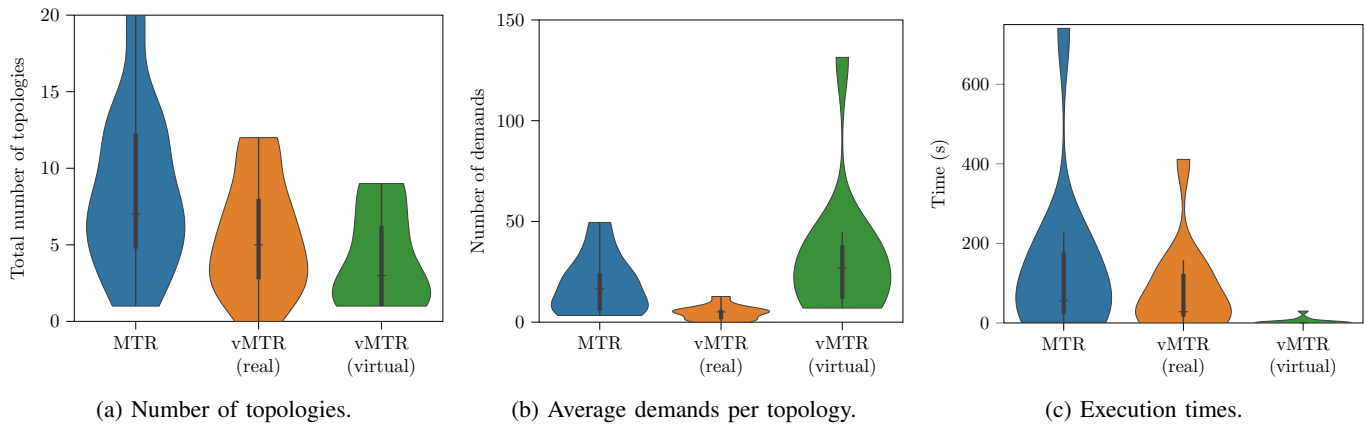 Total number of topologies
20
15
10
5
0
MTR
vMTR
(real)
vMTR
(virtual)
(a) Number of topologies.
Number of demands
150
100
50
0
MTR
vMTR
(real)
vMTR
(virtual)
(b) Average demands per topology.
Time (s)
600
400
200
0
MTR
vMTR
(real)
vMTR
(virtual)
(c) Execution times.